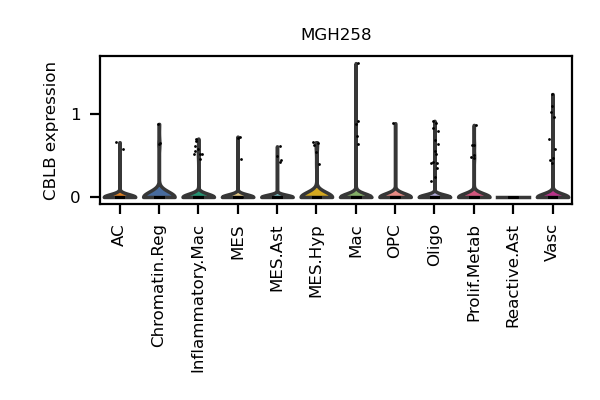 MGH258
CBLB expression
1
0
AC
Chromatin.Reg
Inflammatory.Mac
MES
MES.Ast
MES.Hyp
Mac
OPC
Oligo
Prolif.Metab
Reactive.Ast
Vasc